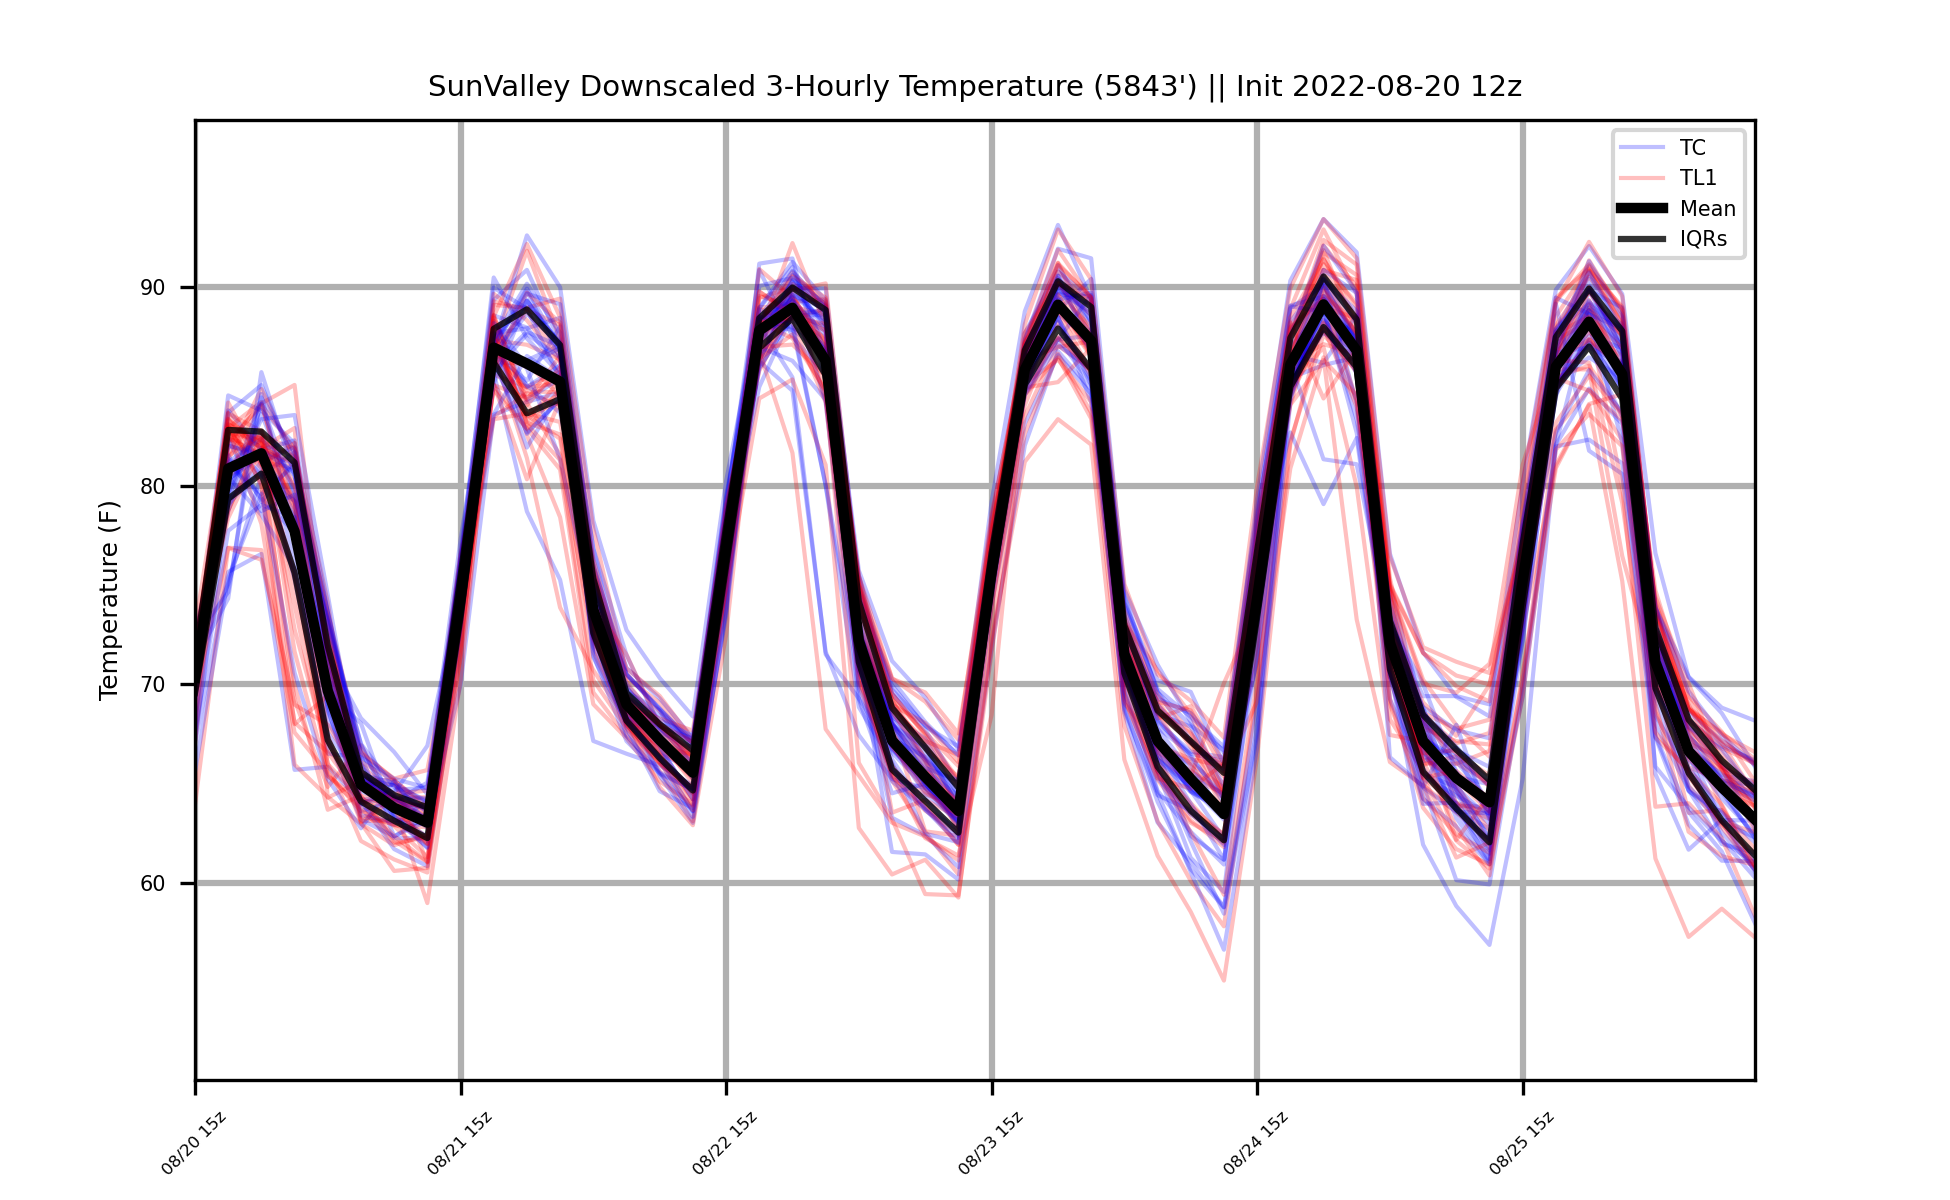 SunValley Downscaled 3-Hourly Temperature (5843') || Init 2022-08-20 12z
TC
TL1
Mean
IQRs
Temperature (F)
90
80
70
60
08/20 15z
08/21 15z
08/22 15z
08/23 15z
08/24 15z
08/25 15z